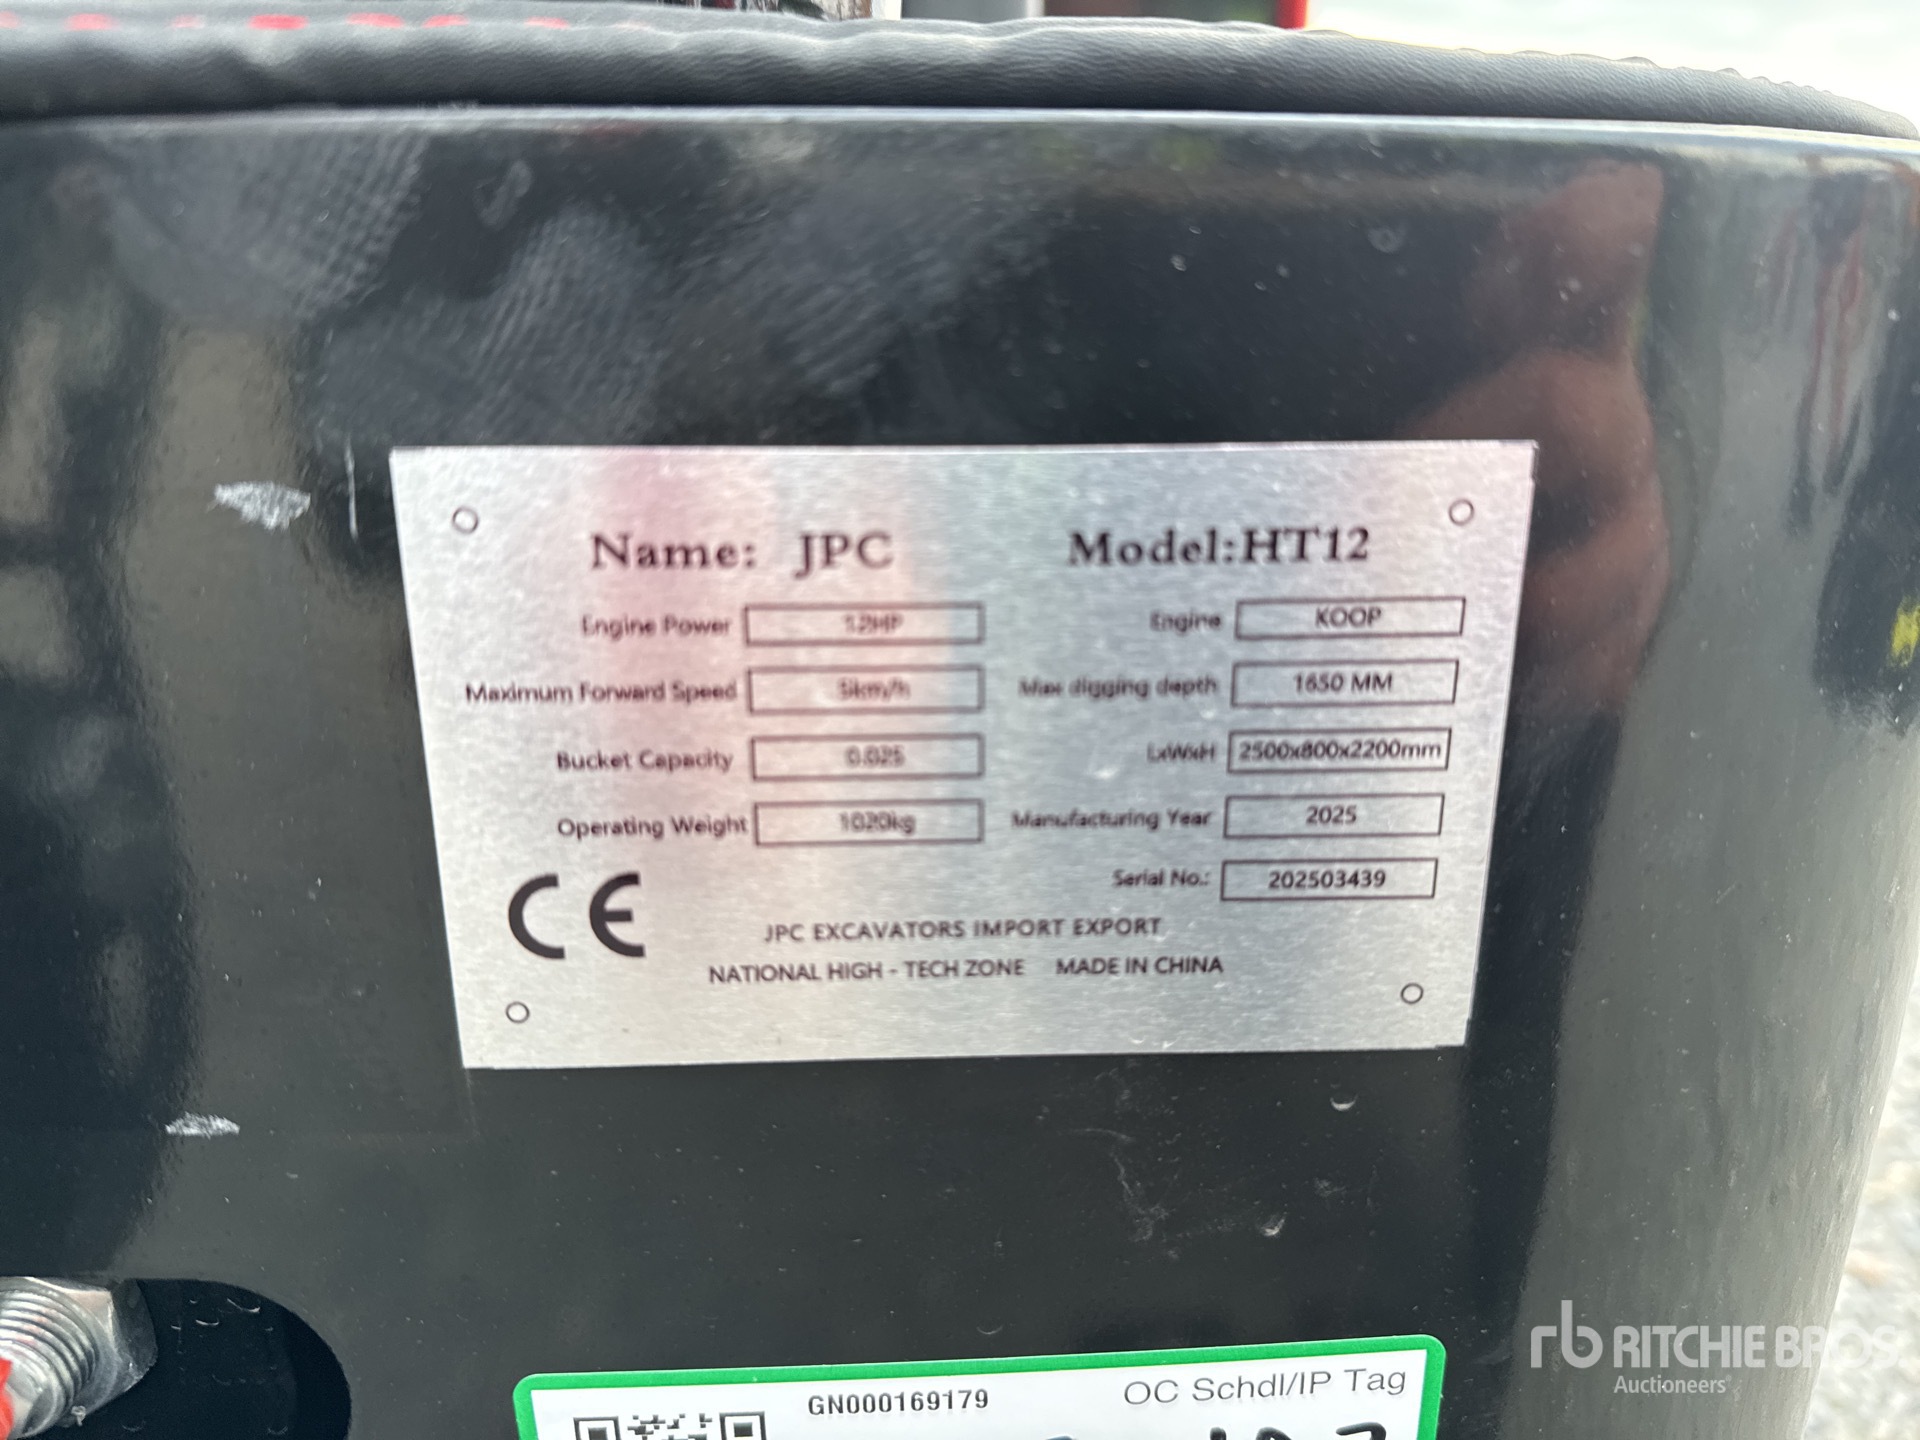 Name: JPC Model:HT12
Engine Power 12HP Engine KOOP
Maximum Forward Speed 5km/h Max digging depth 1650 MM
Bucket Capacity 0.025 LxWxH 2500x800x2200mm
Operating Weight 1020kg Manufacturing Year 2025
Serial No.: 202503439
CE
JPC EXCAVATORS IMPORT EXPORT
NATIONAL HIGH - TECH ZONE MADE IN CHINA
GN000169179 OC Schdl/IP Tag
rb RITCHIE BROS.
Auctioneers